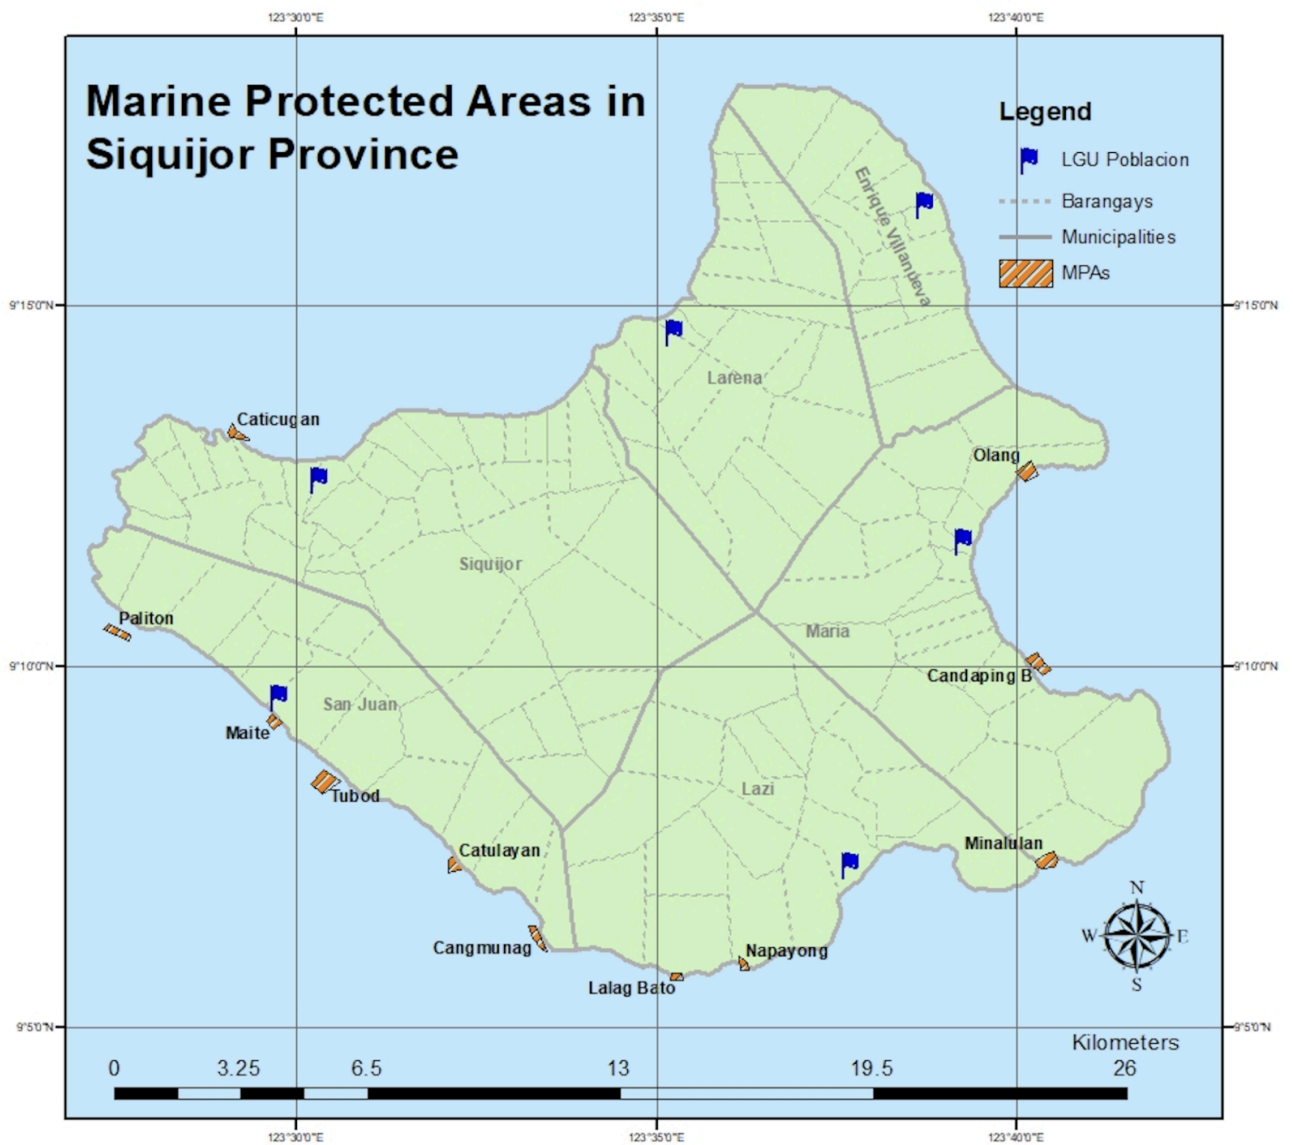 123°30'0"E 123°35'0"E 123°40'0"E
Marine Protected Areas in
Siquijor Province
Legend
LGU Poblacion
Barangays
Municipalities
MPAs
Enrique Villanueva
9°15'0"N 9°15'0"N
Larena
Caticugan
Olang
Siquijor
Paliton
Maria
9°10'0"N 9°10'0"N
Candaping B
San Juan
Maite
Tubod
Lazi
Catulayan
Minalulan
N
W E
S
Cangmunag
Napayong
Lalag Bato
9°5'0"N 9°5'0"N
Kilometers
0 3.25 6.5 13 19.5 26
123°30'0"E 123°35'0"E 123°40'0"E